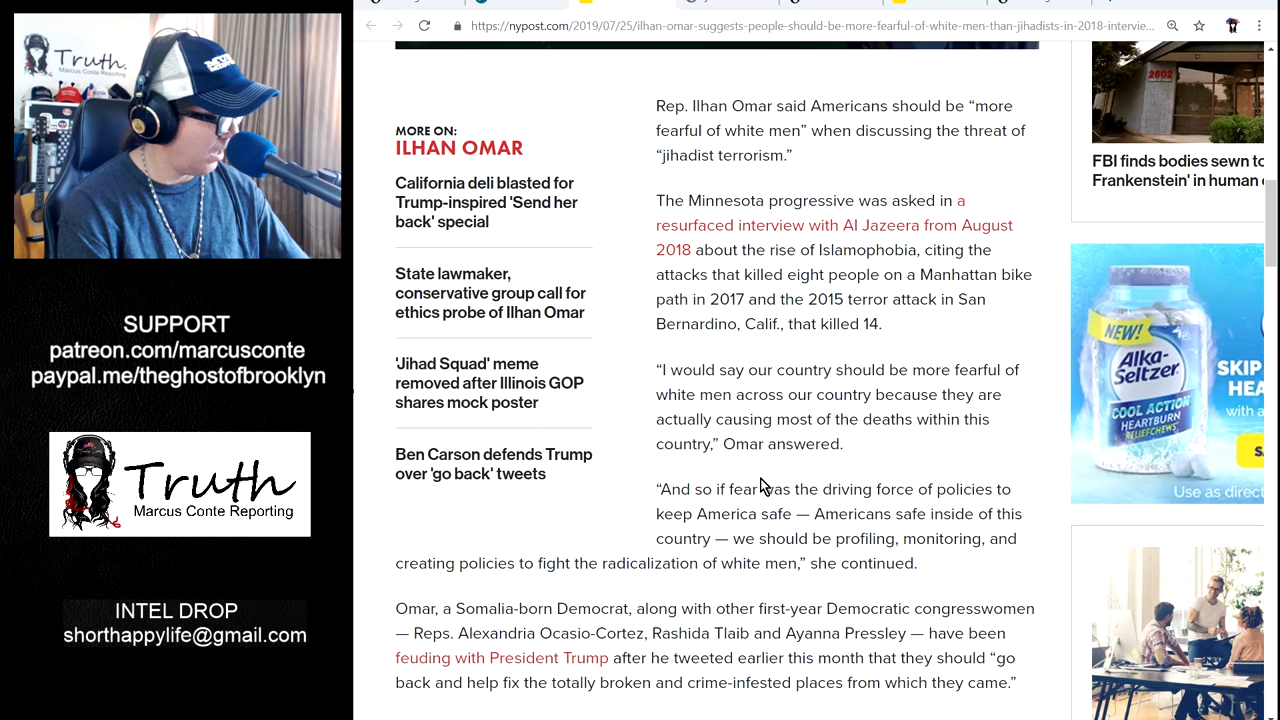 Truth.
Marcus Conte Reporting
SUPPORT
patreon.com/marcusconte
paypal.me/theghostofbrooklyn
Truth
Marcus Conte Reporting
INTEL DROP
shorthappylife@gmail.com
https://nypost.com/2019/07/25/ilhan-omar-suggests-people-should-be-more-fearful-of-white-men-than-jihadists-in-2018-intervie...
MORE ON:
ILHAN OMAR
California deli blasted for
Trump-inspired 'Send her
back' special
State lawmaker,
conservative group call for
ethics probe of Ilhan Omar
'Jihad Squad' meme
removed after Illinois GOP
shares mock poster
Ben Carson defends Trump
over 'go back' tweets
Rep. Ilhan Omar said Americans should be “more
fearful of white men” when discussing the threat of
“jihadist terrorism.”
The Minnesota progressive was asked in a
resurfaced interview with Al Jazeera from August
2018 about the rise of Islamophobia, citing the
attacks that killed eight people on a Manhattan bike
path in 2017 and the 2015 terror attack in San
Bernardino, Calif., that killed 14.
“I would say our country should be more fearful of
white men across our country because they are
actually causing most of the deaths within this
country,” Omar answered.
“And so if fear was the driving force of policies to
keep America safe — Americans safe inside of this
country — we should be profiling, monitoring, and
creating policies to fight the radicalization of white men,” she continued.
Omar, a Somalia-born Democrat, along with other first-year Democratic congresswomen
— Reps. Alexandria Ocasio-Cortez, Rashida Tlaib and Ayanna Pressley — have been
feuding with President Trump after he tweeted earlier this month that they should “go
back and help fix the totally broken and crime-infested places from which they came.”
2602
FBI finds bodies sewn to
Frankenstein' in human
NEW!
Alka-
Seltzer
COOL ACTION
HEARTBURN
RELIEFCHEWS
SKIP
HEA
with a
Use as direct